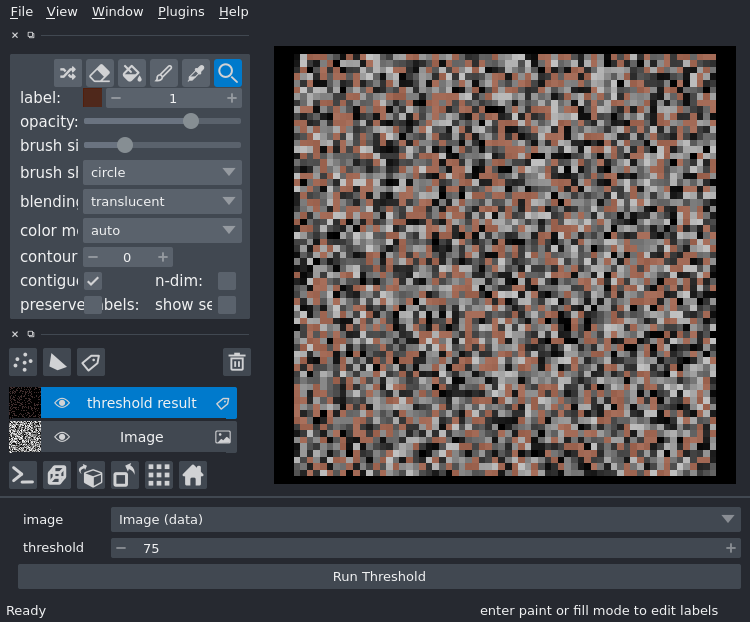 File View Window Plugins Help
label: 1
opacity:
brush si
brush sl circle
blending translucent
color m auto
contour 0
contigu n-dim:
preserve abels: show se
threshold result
Image
image Image (data)
threshold 75
Run Threshold
Ready enter paint or fill mode to edit labels